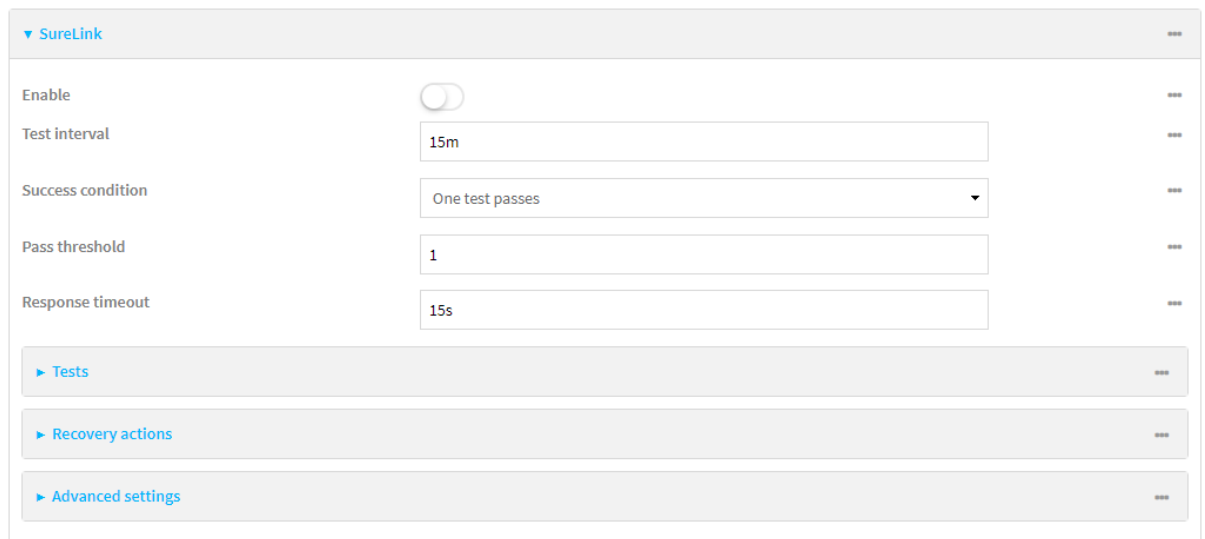 SureLink
Enable
Test interval
15m
Success condition
One test passes
Pass threshold
1
Response timeout
15s
Tests
Recovery actions
Advanced settings